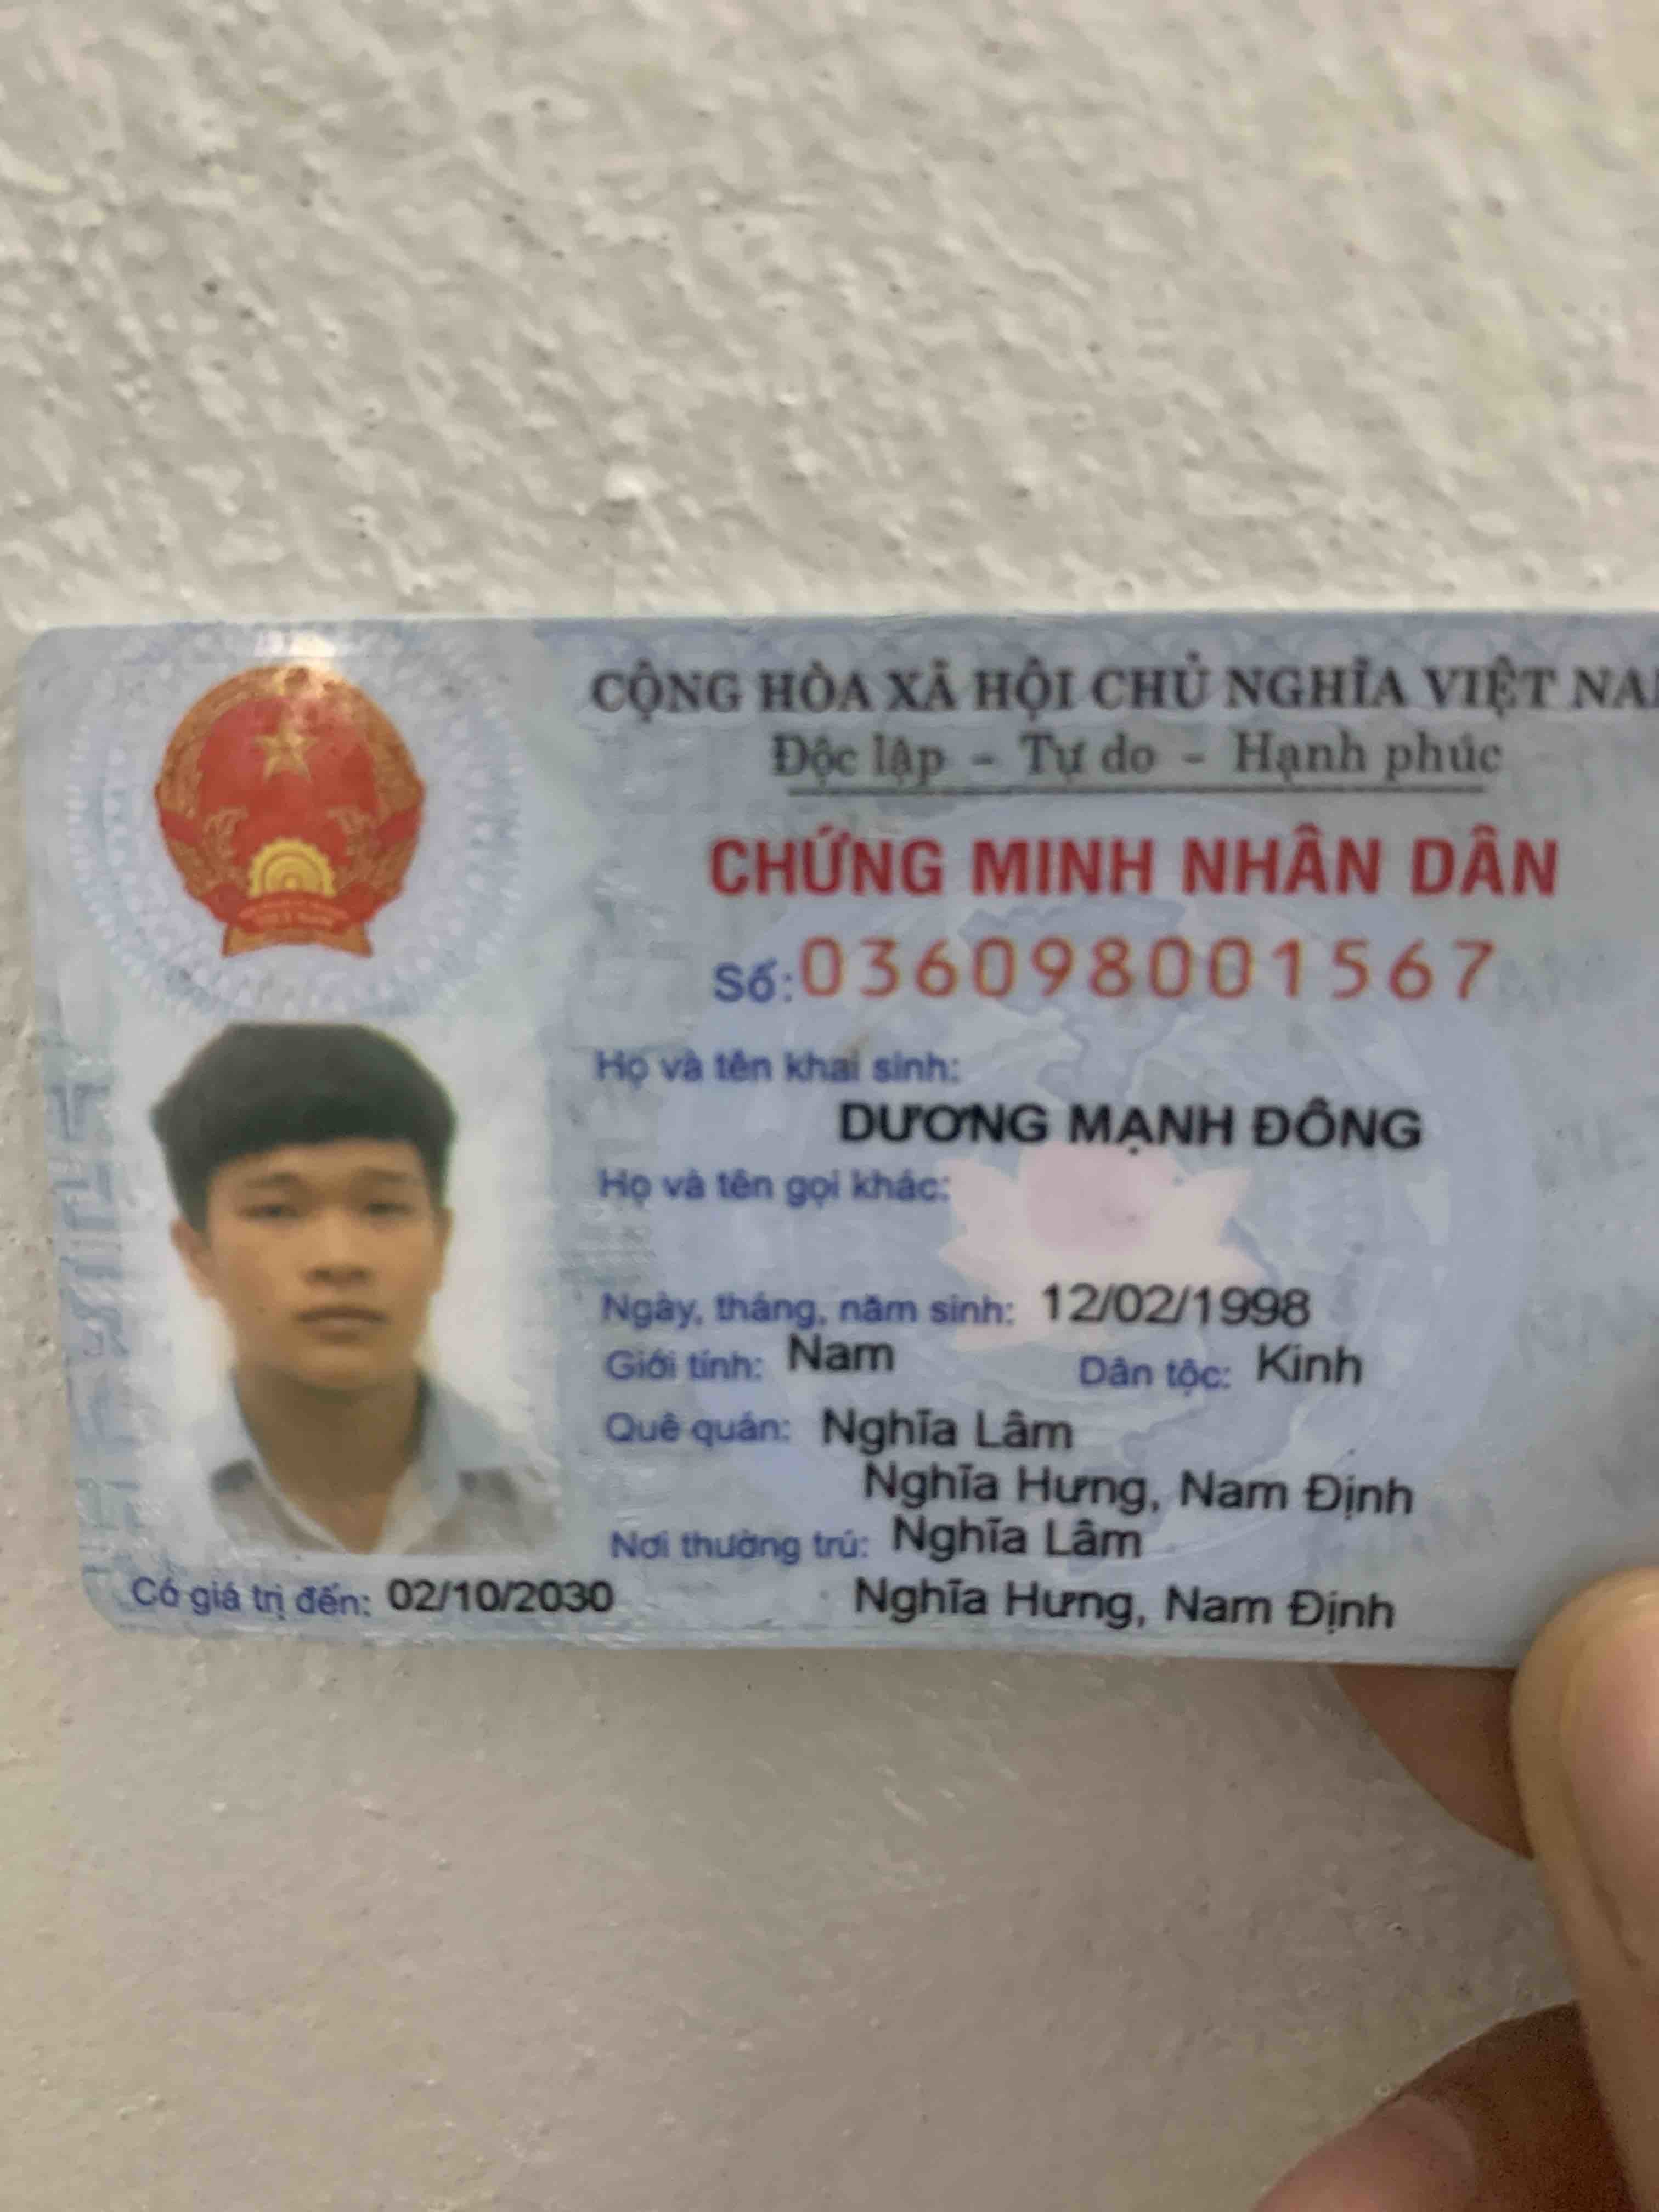 CỘNG HÒA XÃ HỘI CHỦ NGHĨA VIỆT
Độc lập - Tự do - Hạnh phúc
CHỨNG MINH NHÂN DÂN
Số: 036098001567
Họ và tên khai sinh:
DƯƠNG MẠNH ĐÔNG
Họ và tên gọi khác:
Ngày, tháng, năm sinh: 12/02/1998
Giới tính: Nam Dân tộc: Kinh
Quê quán: Nghĩa Lâm
Nghĩa Hưng, Nam Định
Nơi thường trú: Nghĩa Lâm
Nghĩa Hưng, Nam Định
Có giá trị đến: 02/10/2030